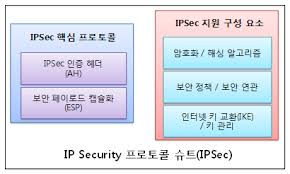 IPSec 핵심 프로토콜
IPSec 인증 헤더
(AH)
보안 페이로드 캡슐화
(ESP)
IPSec 지원 구성 요소
암호화 / 해싱 알고리즘
보안 정책 / 보안 연관
인터넷 키 교환(IKE)
/ 키 관리
IP Security 프로토콜 슈트(IPSec)